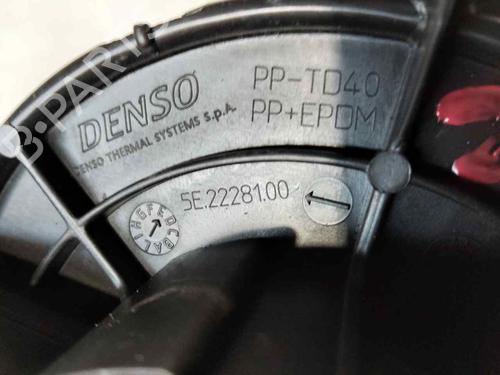 DENSO
DENSO THERMAL SYSTEMS S.p.A.
PP-TD40
PP+EPDM
5E.22281.00
B-PARTS